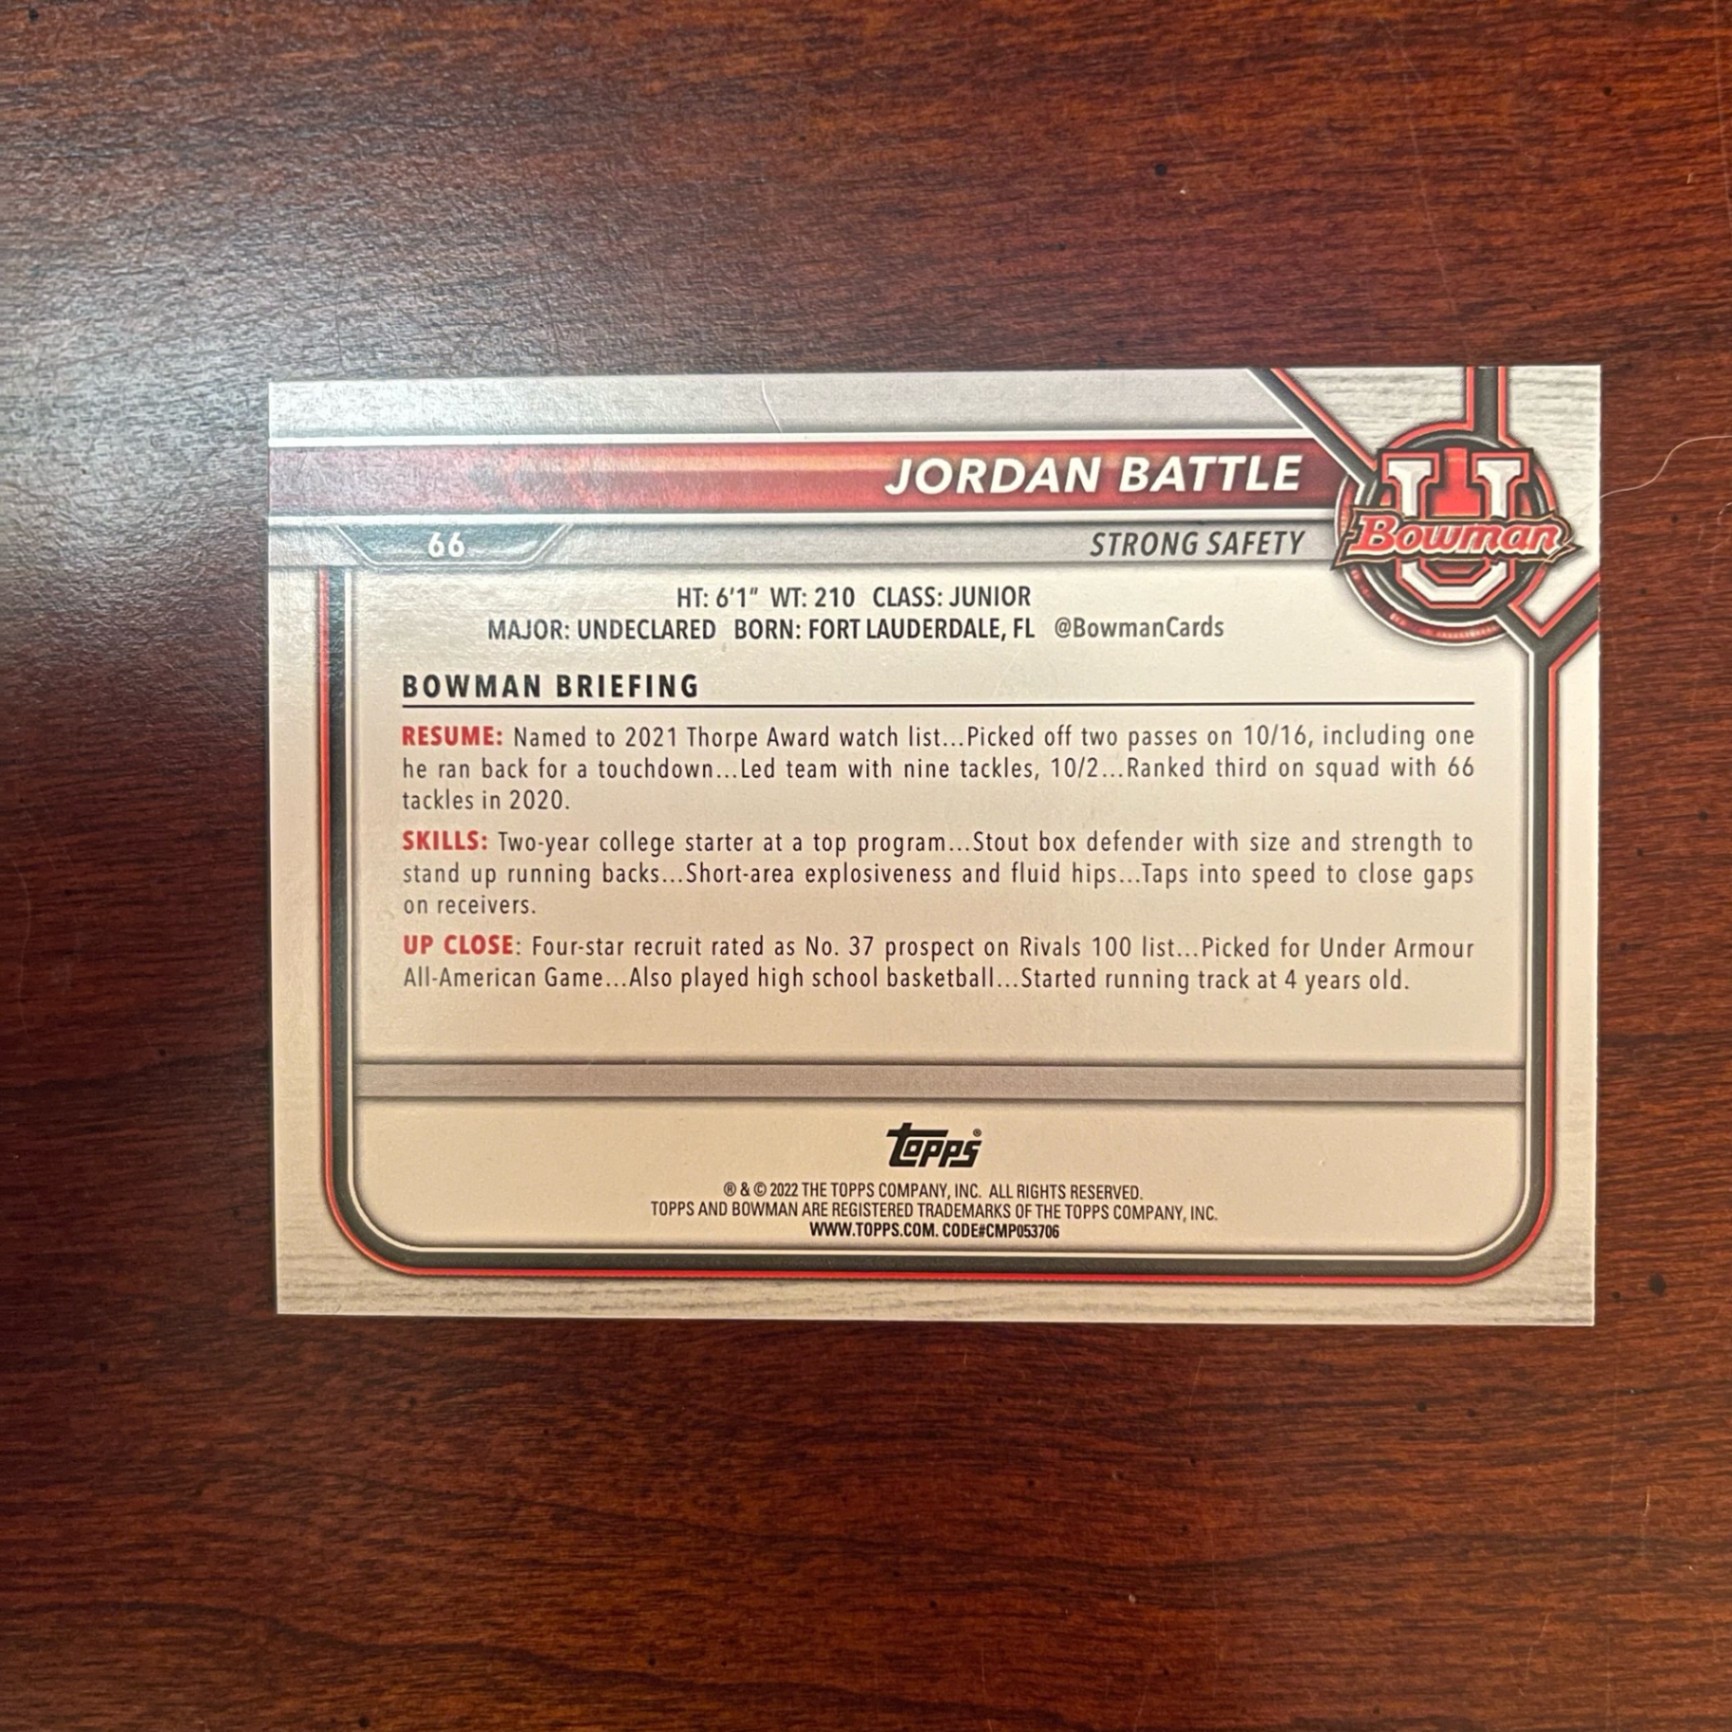 JORDAN BATTLE
U
Bowman
66
STRONG SAFETY
HT: 6'1" WT: 210 CLASS: JUNIOR
MAJOR: UNDECLARED BORN: FORT LAUDERDALE, FL @BowmanCards
BOWMAN BRIEFING
RESUME: Named to 2021 Thorpe Award watch list...Picked off two passes on 10/16, including one
he ran back for a touchdown...Led team with nine tackles, 10/2...Ranked third on squad with 66
tackles in 2020.
SKILLS: Two-year college starter at a top program...Stout box defender with size and strength to
stand up running backs...Short-area explosiveness and fluid hips...Taps into speed to close gaps
on receivers.
UP CLOSE: Four-star recruit rated as No. 37 prospect on Rivals 100 list...Picked for Under Armour
All-American Game...Also played high school basketball...Started running track at 4 years old.
topps®
® & © 2022 THE TOPPS COMPANY, INC. ALL RIGHTS RESERVED.
TOPPS AND BOWMAN ARE REGISTERED TRADEMARKS OF THE TOPPS COMPANY, INC.
WWW.TOPPS.COM. CODE#CMP053706